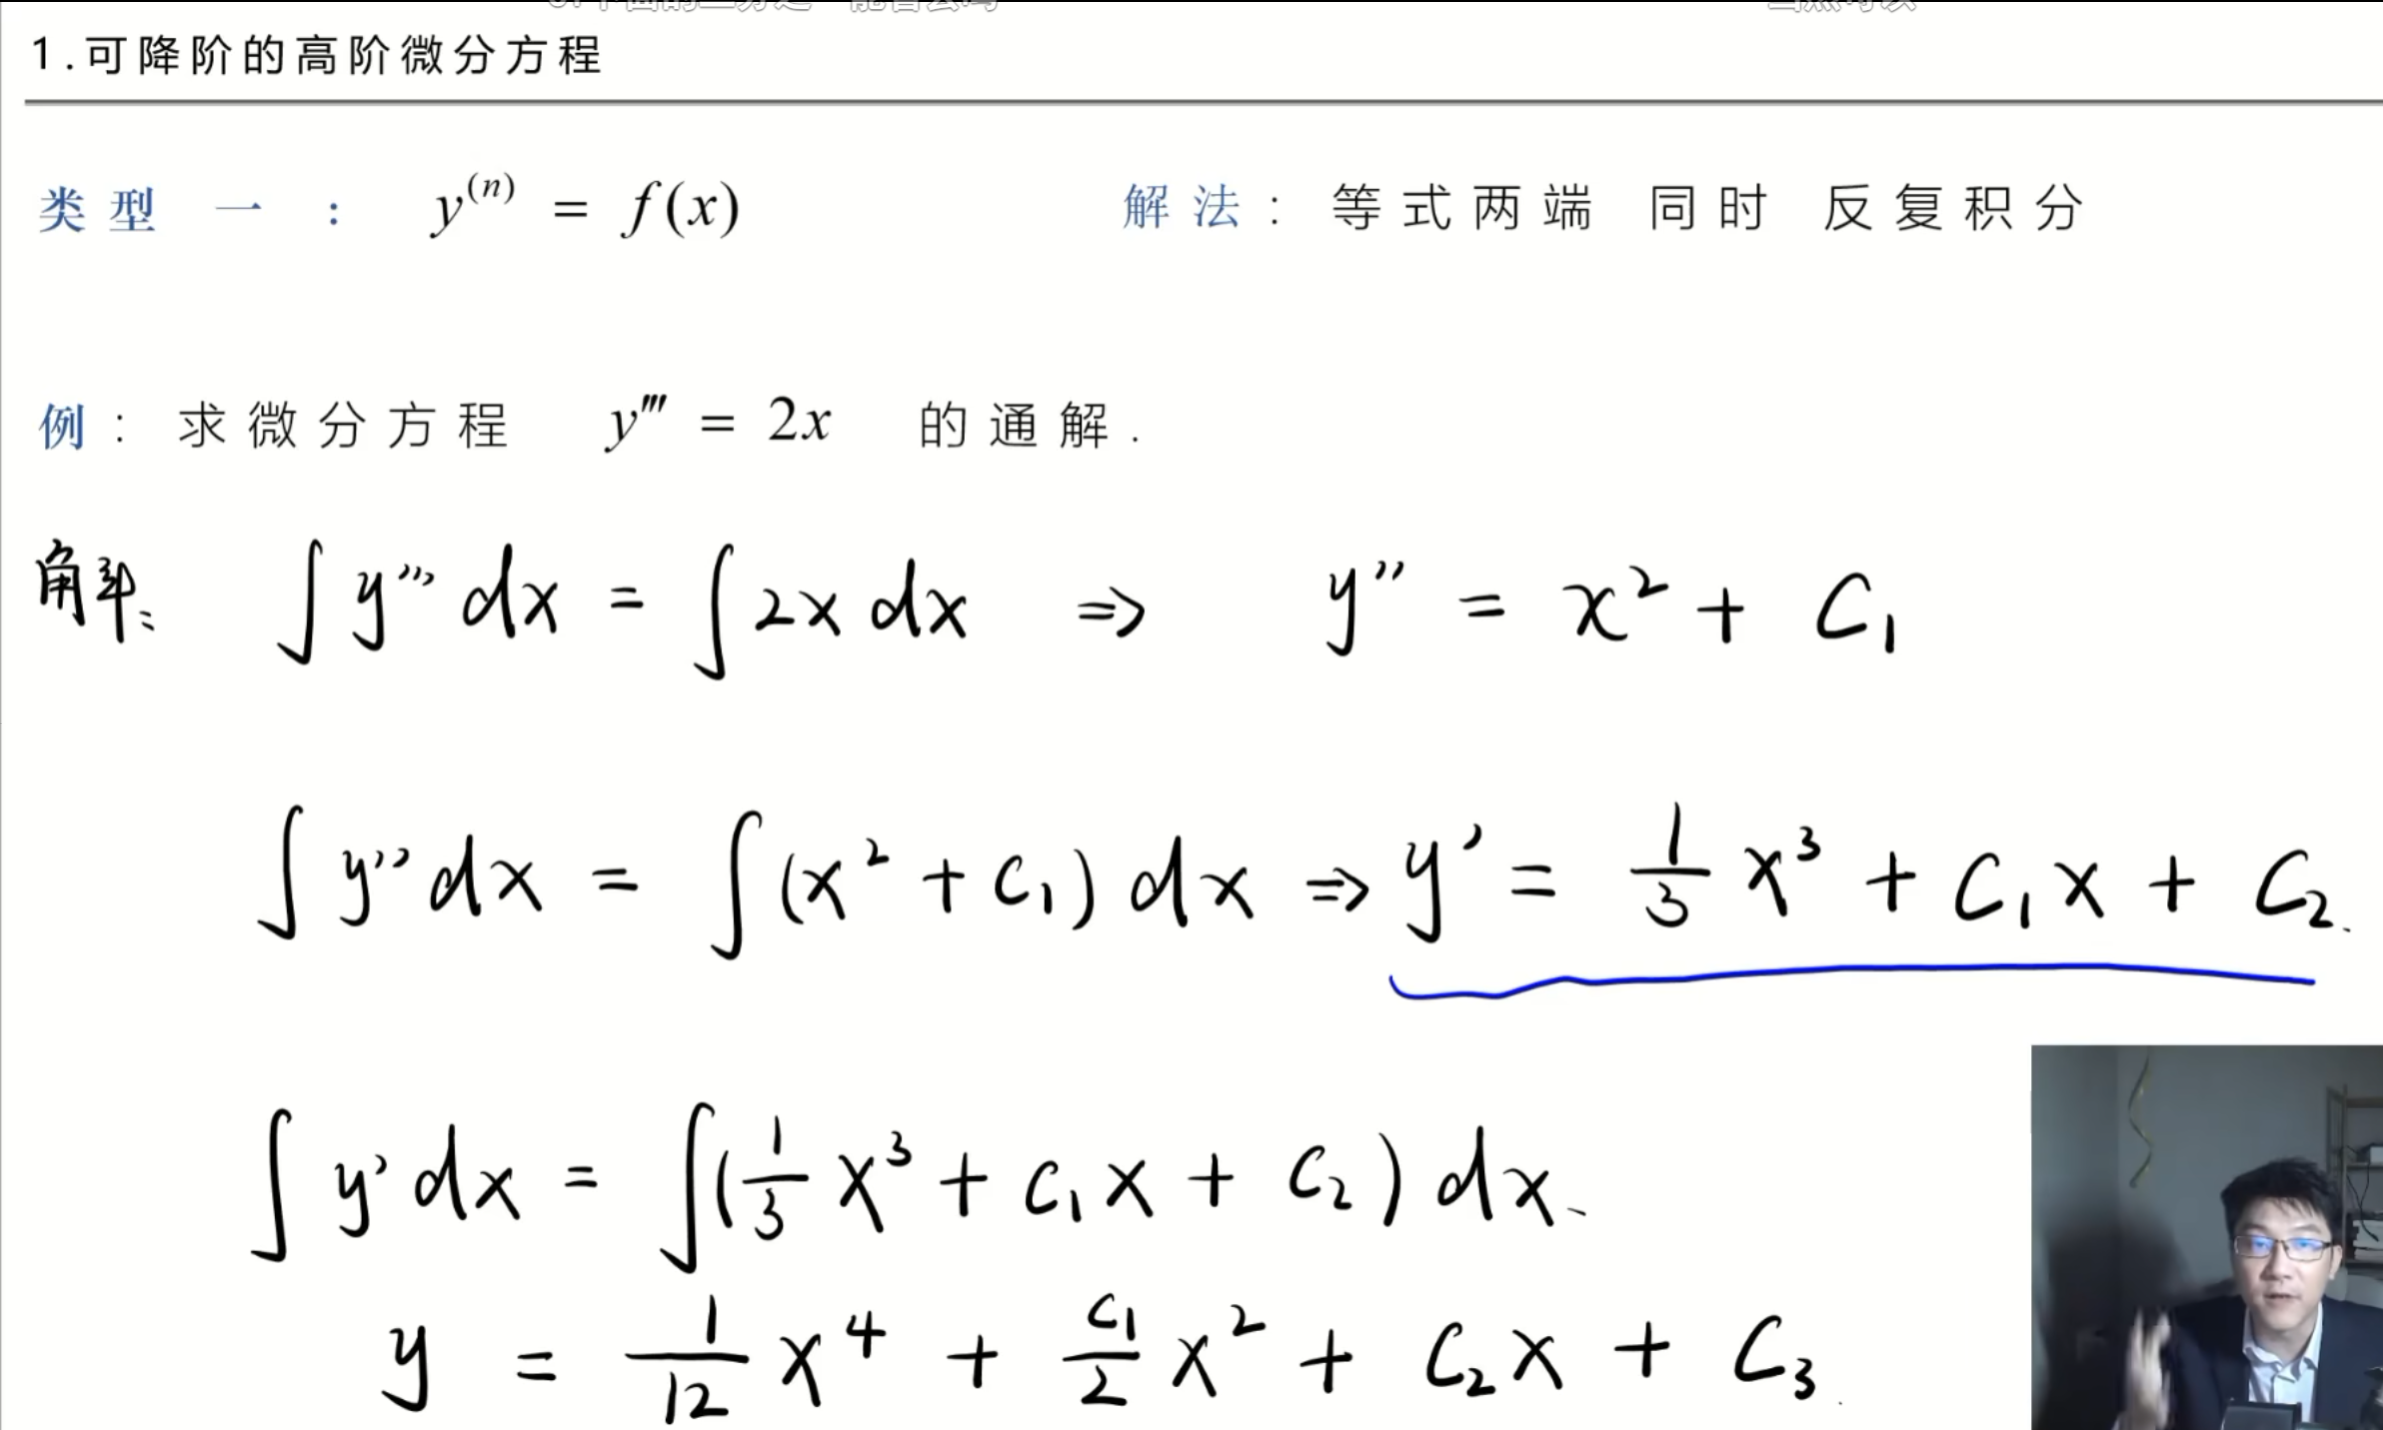 1.可降阶的高阶微分方程
类型一: y⁽ⁿ⁾ = f(x) 解法: 等式两端 同时 反复积分
例: 求微分方程 y''' = 2x 的通解.
解: ∫ y''' dx = ∫ 2x dx ⇒ y'' = x² + C₁
∫ y'' dx = ∫ (x² + C₁) dx ⇒ y' = 1/3 x³ + C₁x + C₂.
∫ y' dx = ∫ (1/3 x³ + C₁x + C₂) dx.
y = 1/12 x⁴ + C₁/2 x² + C₂x + C₃.